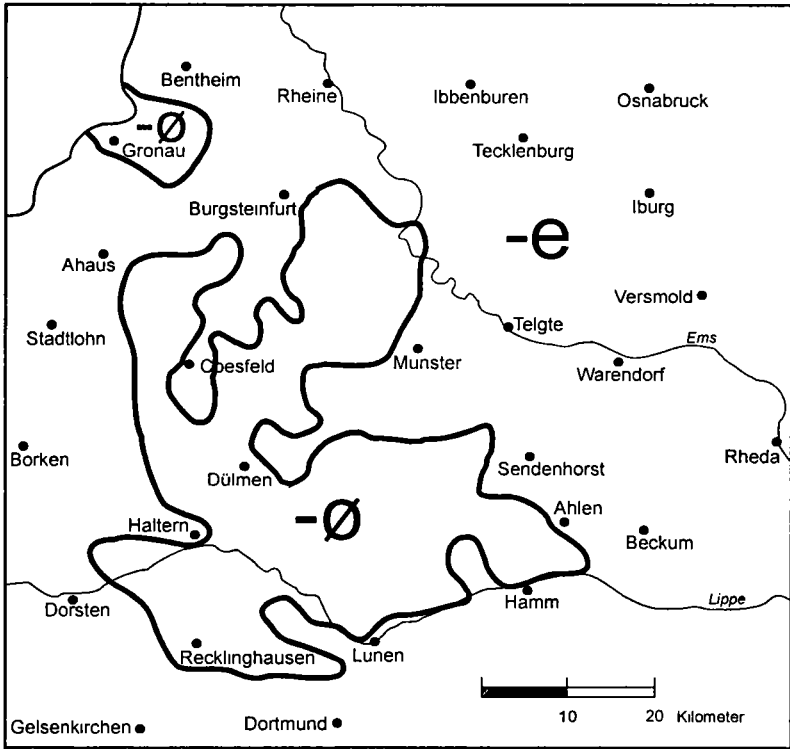 Bentheim
Rheine
Ibbenburen
Osnabruck
-Ø
Gronau
Tecklenburg
Burgsteinfurt
Iburg
-e
Ahaus
Versmold
Stadtlohn
Telgte
Ems
Coesfeld
Munster
Warendorf
Borken
Dülmen
Sendenhorst
Rheda
-Ø
Haltern
Ahlen
Beckum
Dorsten
Hamm
Lippe
Recklinghausen
Lunen
Gelsenkirchen
Dortmund
10 20 Kilometer